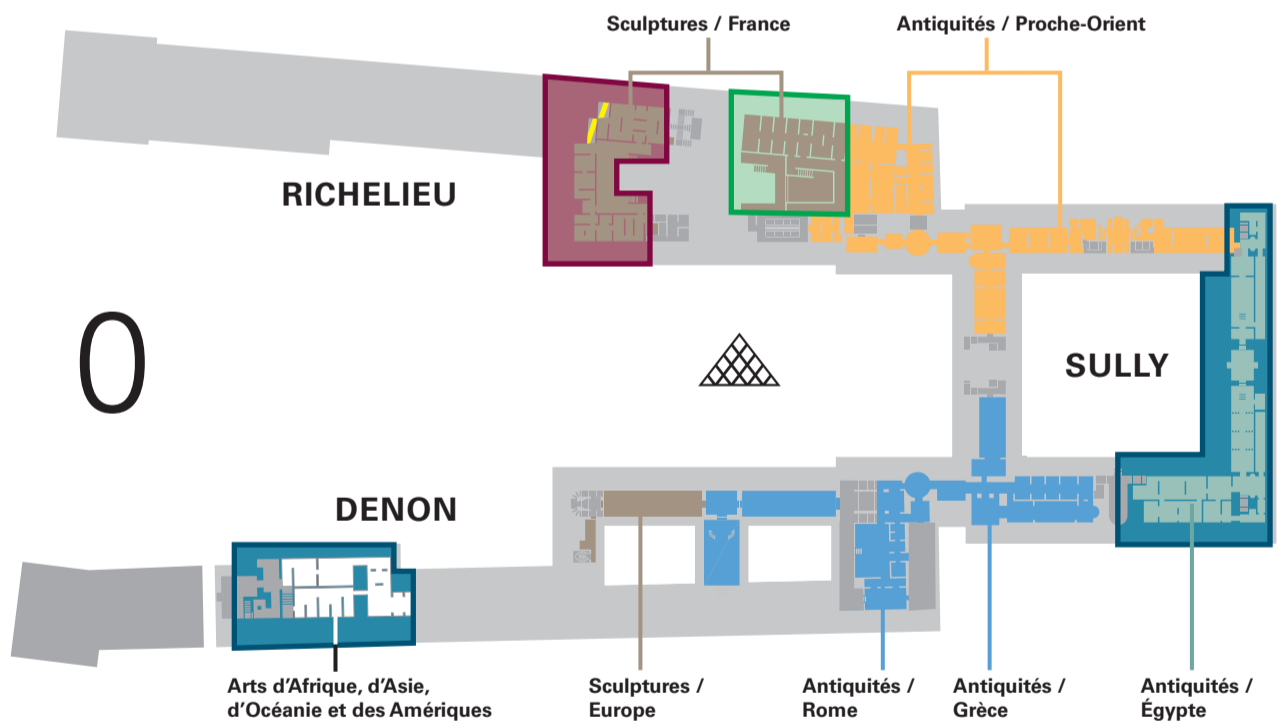 Sculptures / France
Antiquités / Proche-Orient
RICHELIEU
0
SULLY
DENON
Arts d’Afrique, d’Asie,
d’Océanie et des Amériques
Sculptures /
Europe
Antiquités /
Rome
Antiquités /
Grèce
Antiquités /
Égypte